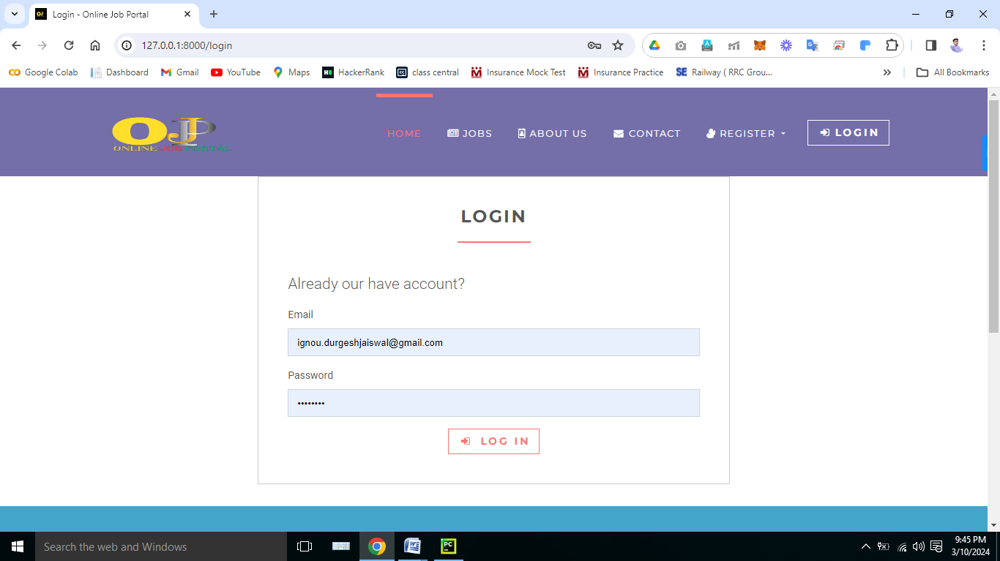 Login - Online Job Portal
127.0.0.1:8000/login
Google Colab Dashboard Gmail YouTube Maps HackerRank class central Insurance Mock Test Insurance Practice Railway ( RRC Grou... All Bookmarks
OJP
ONLINE JOB PORTAL
HOME JOBS ABOUT US CONTACT REGISTER LOGIN
LOGIN
Already our have account?
Email
ignou.durgeshjaiswal@gmail.com
Password
••••••••
LOG IN
Search the web and Windows
9:45 PM
3/10/2024